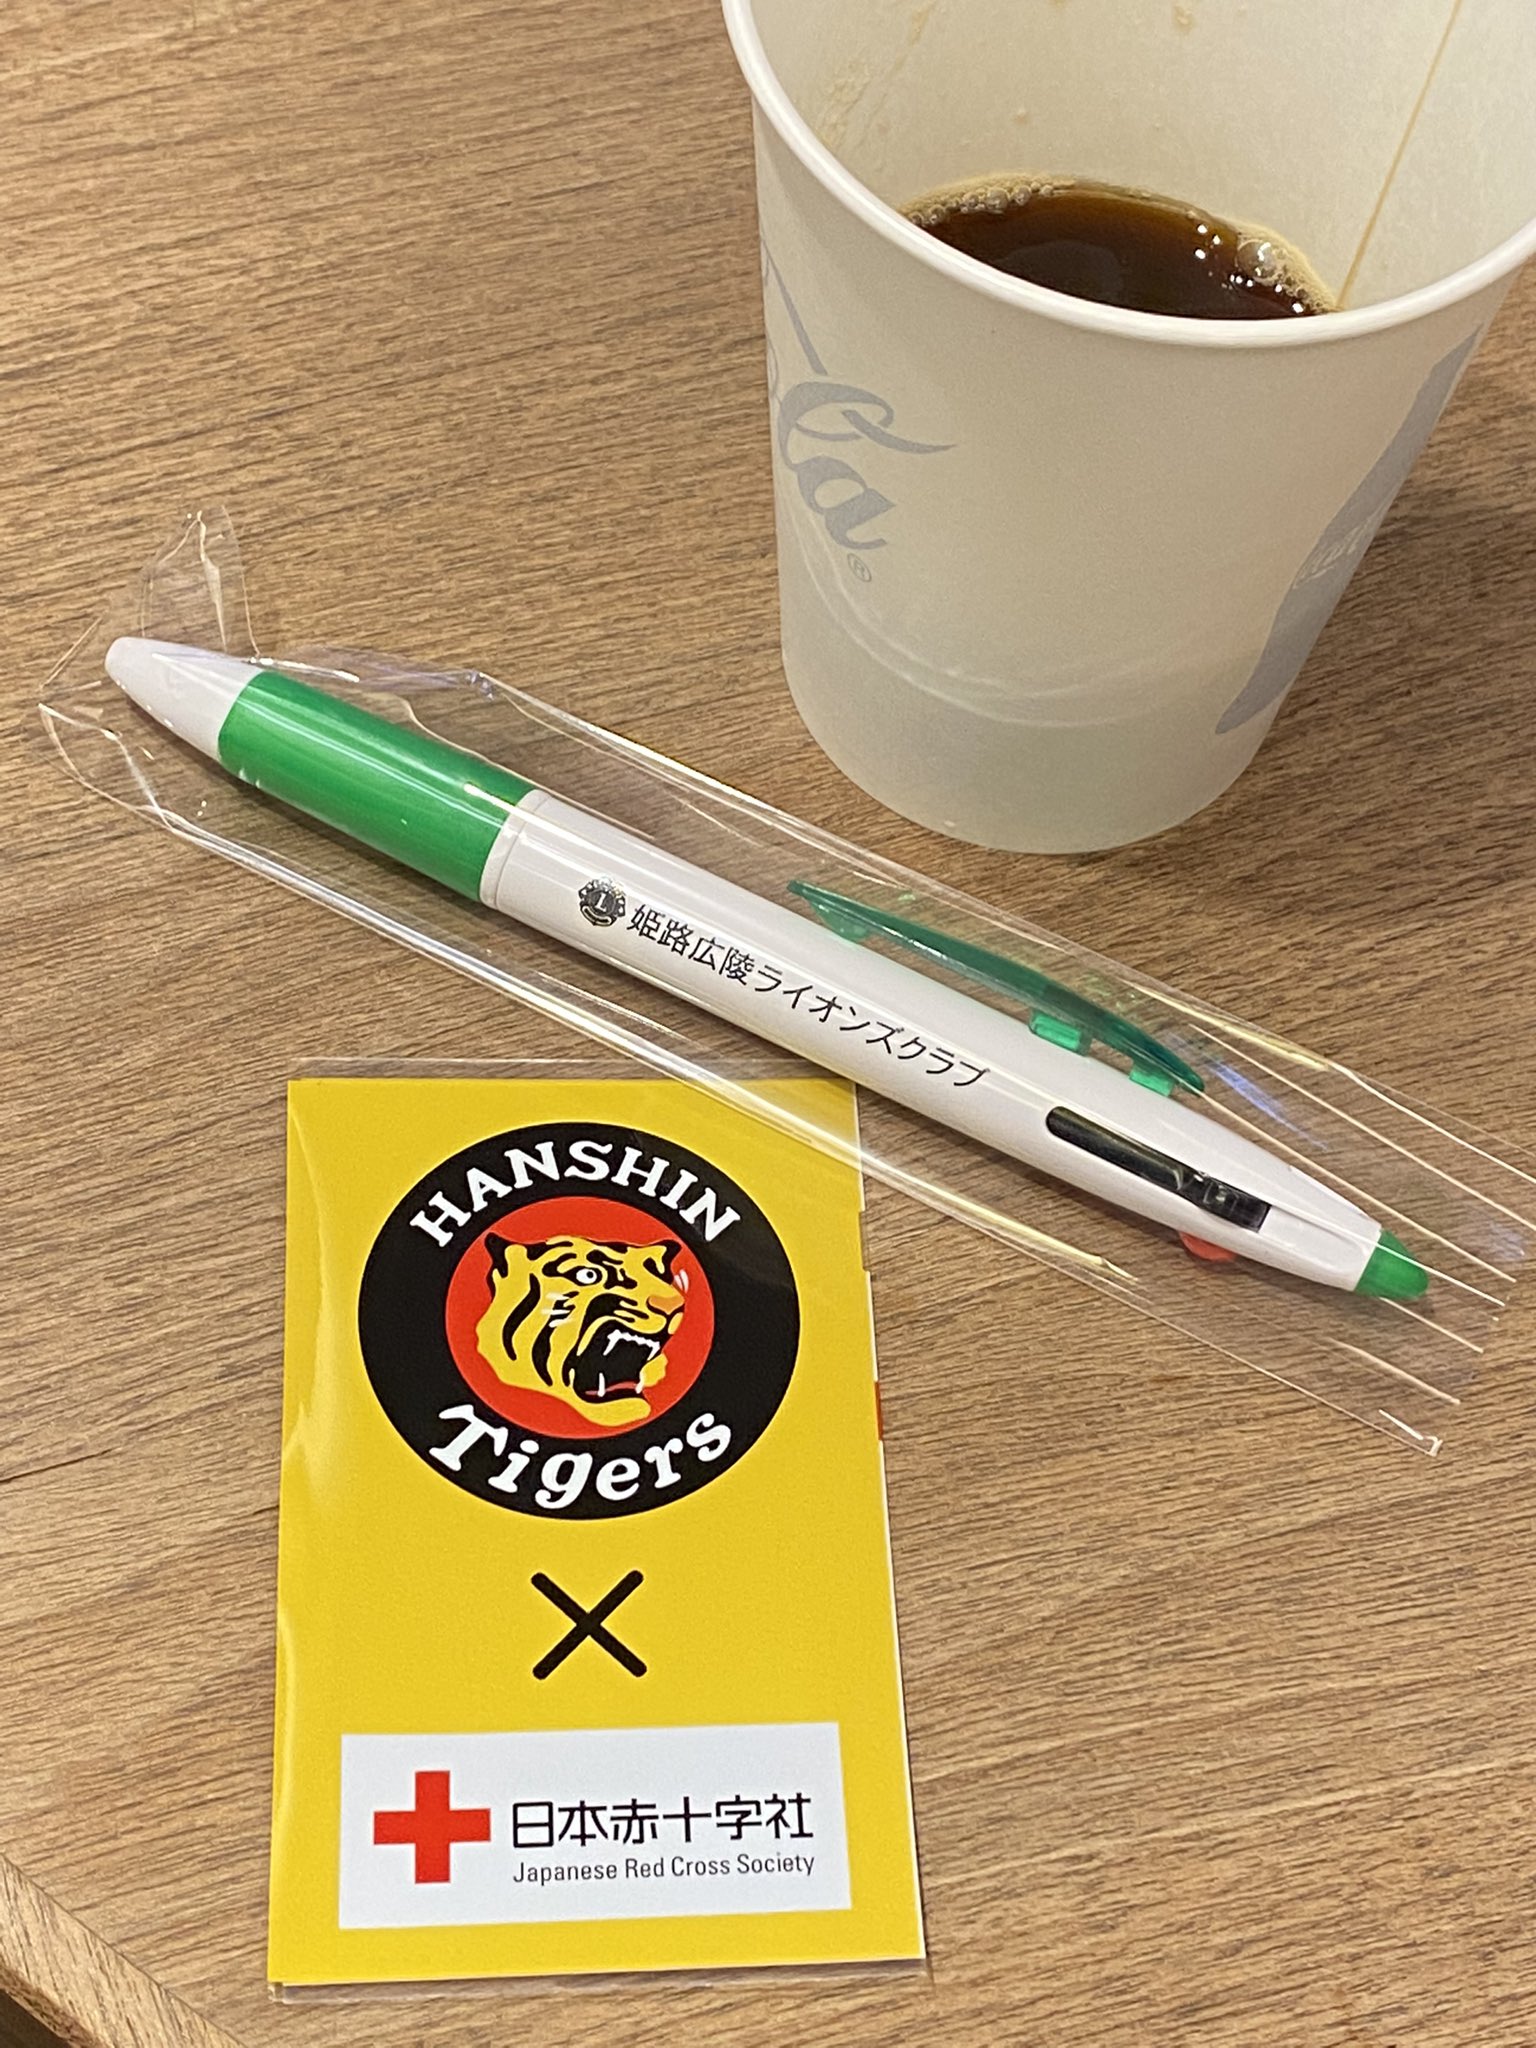 Ca
®
L
姫路広陵ライオンズクラブ
HANSHIN
Tigers
×
日本赤十字社
Japanese Red Cross Society